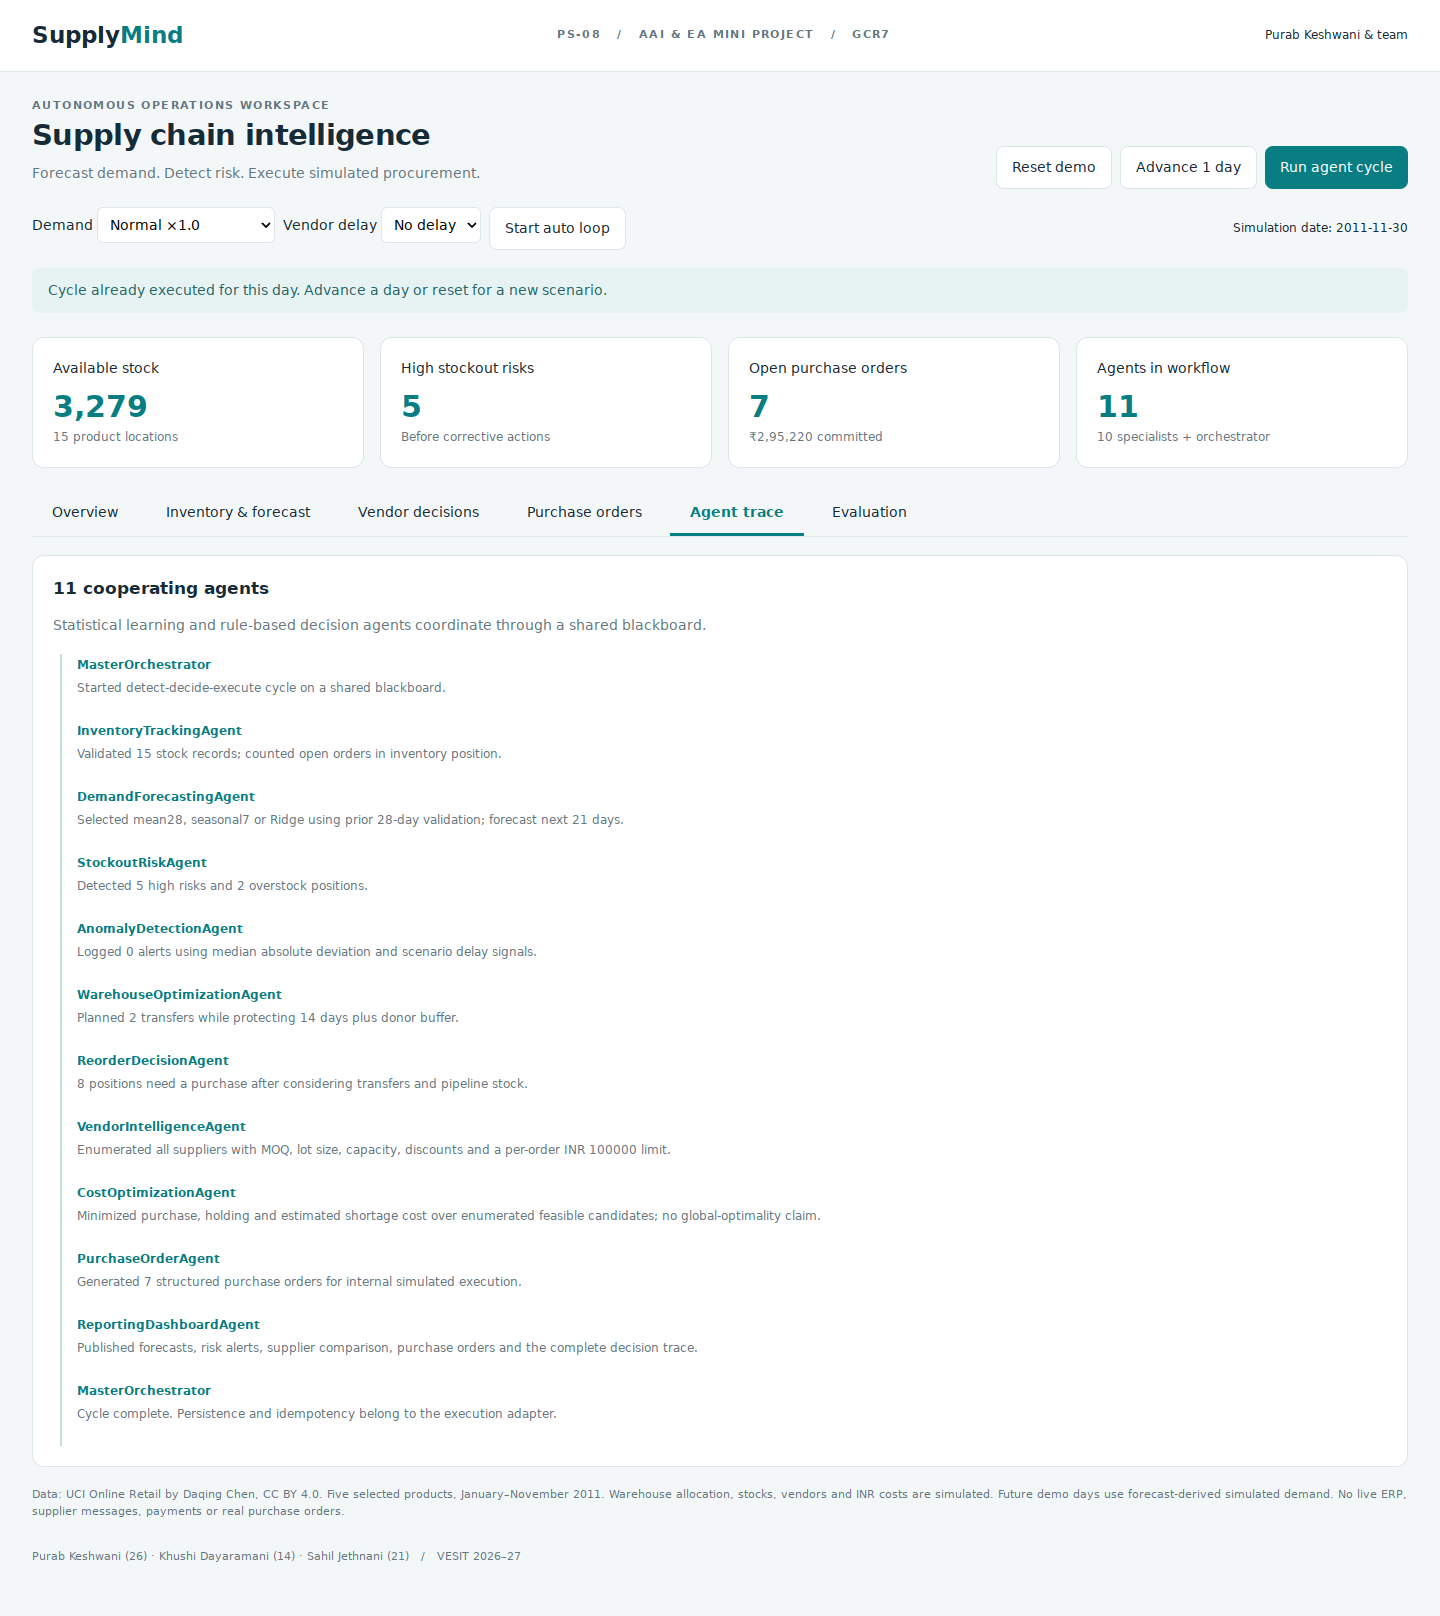 SupplyMind
PS-08 / AAI & EA MINI PROJECT / GCR7
Purab Keshwani & team
AUTONOMOUS OPERATIONS WORKSPACE
Supply chain intelligence
Forecast demand. Detect risk. Execute simulated procurement.
Reset demo
Advance 1 day
Run agent cycle
Demand Normal ×1.0 Vendor delay No delay Start auto loop
Simulation date: 2011-11-30
Cycle already executed for this day. Advance a day or reset for a new scenario.
Available stock
3,279
15 product locations
High stockout risks
5
Before corrective actions
Open purchase orders
7
₹2,95,220 committed
Agents in workflow
11
10 specialists + orchestrator
Overview Inventory & forecast Vendor decisions Purchase orders Agent trace Evaluation
11 cooperating agents
Statistical learning and rule-based decision agents coordinate through a shared blackboard.
MasterOrchestrator
Started detect-decide-execute cycle on a shared blackboard.
InventoryTrackingAgent
Validated 15 stock records; counted open orders in inventory position.
DemandForecastingAgent
Selected mean28, seasonal7 or Ridge using prior 28-day validation; forecast next 21 days.
StockoutRiskAgent
Detected 5 high risks and 2 overstock positions.
AnomalyDetectionAgent
Logged 0 alerts using median absolute deviation and scenario delay signals.
WarehouseOptimizationAgent
Planned 2 transfers while protecting 14 days plus donor buffer.
ReorderDecisionAgent
8 positions need a purchase after considering transfers and pipeline stock.
VendorIntelligenceAgent
Enumerated all suppliers with MOQ, lot size, capacity, discounts and a per-order INR 100000 limit.
CostOptimizationAgent
Minimized purchase, holding and estimated shortage cost over enumerated feasible candidates; no global-optimality claim.
PurchaseOrderAgent
Generated 7 structured purchase orders for internal simulated execution.
ReportingDashboardAgent
Published forecasts, risk alerts, supplier comparison, purchase orders and the complete decision trace.
MasterOrchestrator
Cycle complete. Persistence and idempotency belong to the execution adapter.
Data: UCI Online Retail by Daqing Chen, CC BY 4.0. Five selected products, January–November 2011. Warehouse allocation, stocks, vendors and INR costs are simulated. Future demo days use forecast-derived simulated demand. No live ERP,
supplier messages, payments or real purchase orders.
Purab Keshwani (26) · Khushi Dayaramani (14) · Sahil Jethnani (21) / VESIT 2026–27